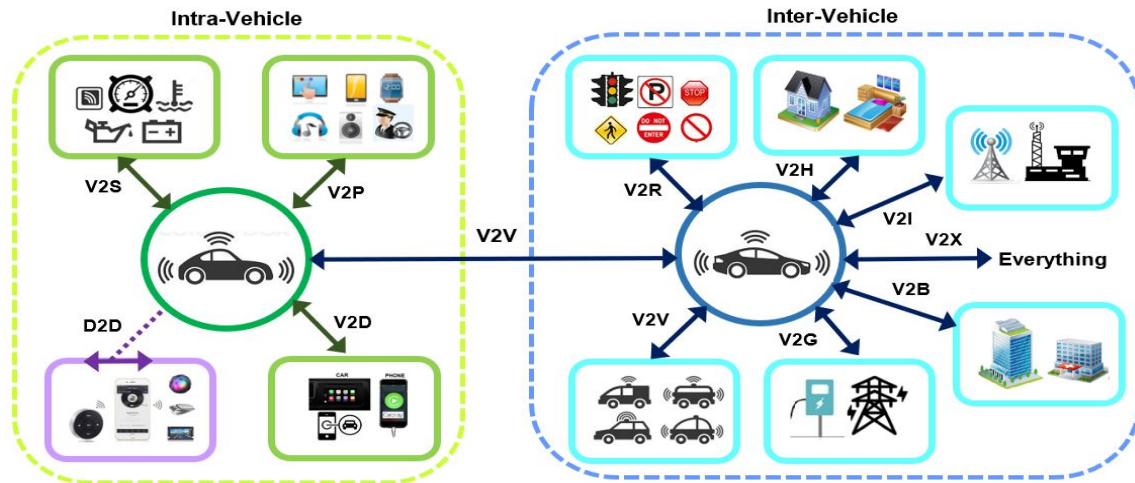 Intra-Vehicle
Inter-Vehicle
P
STOP
DO NOT
ENTER
V2S
V2P
V2R
V2H
V2I
V2V
V2X
Everything
D2D
V2D
V2V
V2G
V2B
CAR
PHONE